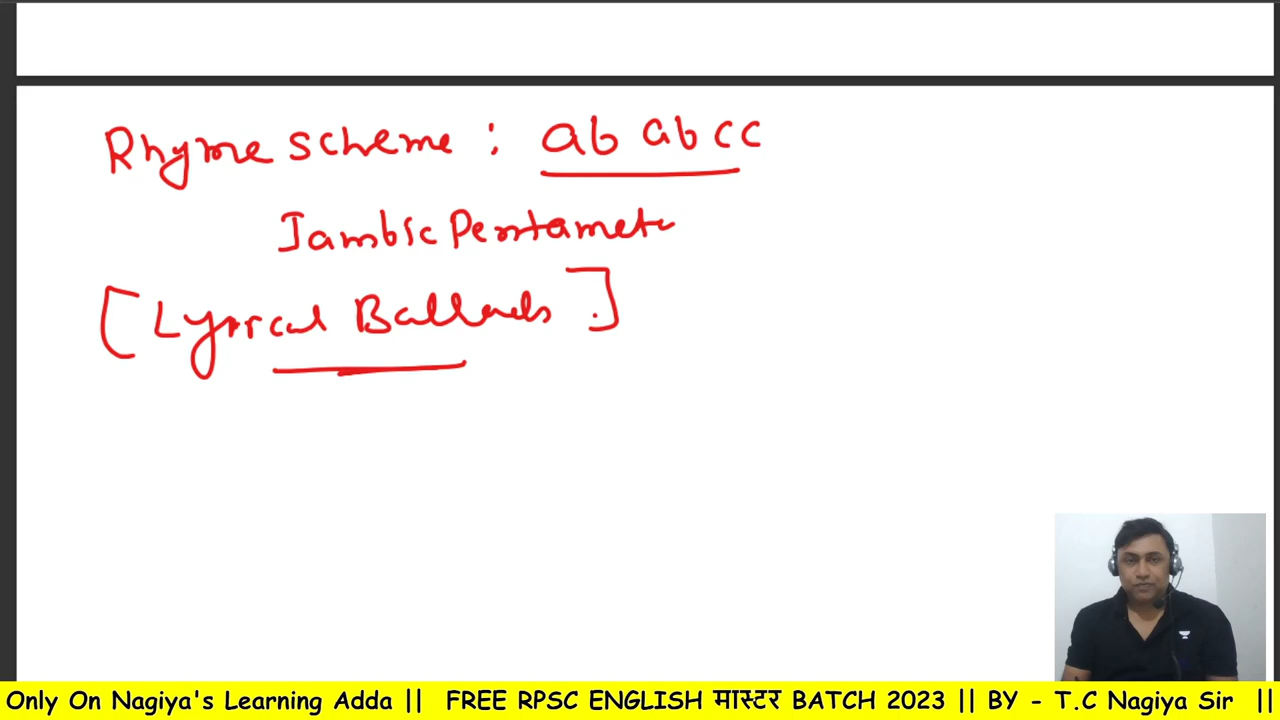 Rhyme Scheme : ab ab cc
Iambic Pentamete
[Lyrical Ballads .]
Only On Nagiya's Learning Adda || FREE RPSC ENGLISH मास्टर BATCH 2023 || BY - T.C Nagiya Sir ||